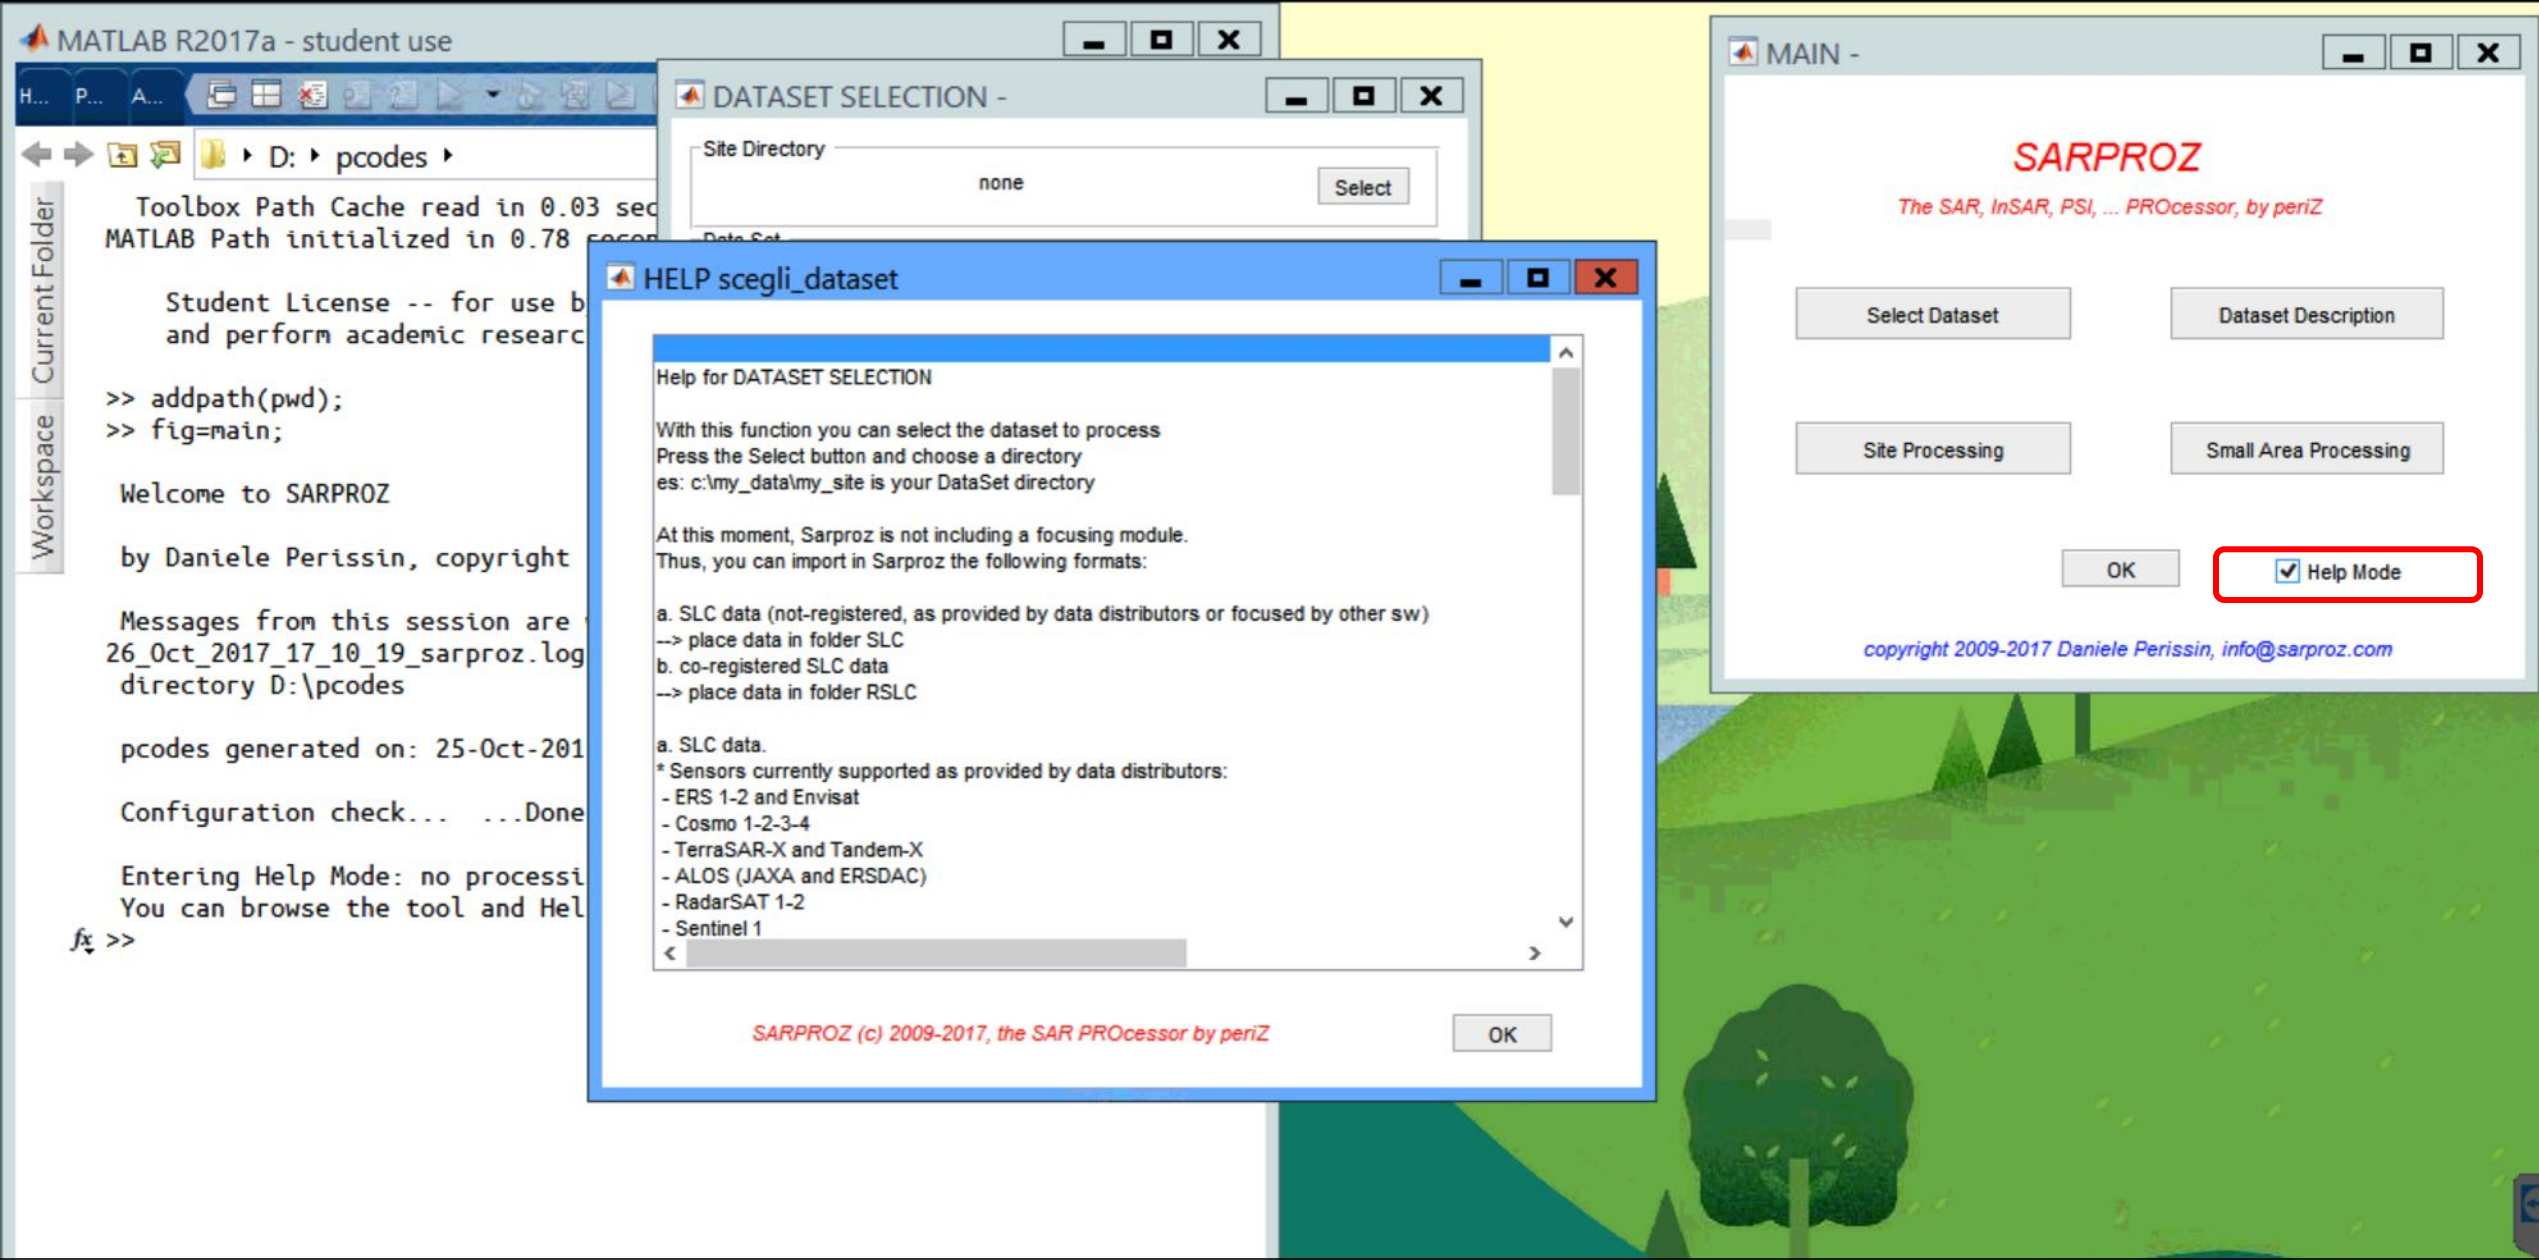 MATLAB R2017a - student use
H...
P...
A...
D:
pcodes
Current Folder
Workspace
Toolbox Path Cache read in 0.03 sec
MATLAB Path initialized in 0.78
Student License -- for use
and perform academic researc
>> addpath(pwd);
>> fig=main;
Welcome to SARPROZ
by Daniele Perissin, copyright
Messages from this session are
26_Oct_2017_17_10_19_sarproz.log
directory D:\pcodes
pcodes generated on: 25-Oct-201
Configuration check... ...Done
Entering Help Mode: no processi
You can browse the tool and Hel
fx >>
DATASET SELECTION -
Site Directory
none
Select
Data Set
HELP scegli_dataset
Help for DATASET SELECTION
With this function you can select the dataset to process
Press the Select button and choose a directory
es: c:\my_data\my_site is your DataSet directory
At this moment, Sarproz is not including a focusing module.
Thus, you can import in Sarproz the following formats:
a. SLC data (not-registered, as provided by data distributors or focused by other sw)
--> place data in folder SLC
b. co-registered SLC data
--> place data in folder RSLC
a. SLC data.
* Sensors currently supported as provided by data distributors:
- ERS 1-2 and Envisat
- Cosmo 1-2-3-4
- TerraSAR-X and Tandem-X
- ALOS (JAXA and ERSDAC)
- RadarSAT 1-2
- Sentinel 1
SARPROZ (c) 2009-2017, the SAR PROcessor by periZ
OK
MAIN -
SARPROZ
The SAR, InSAR, PSI, ... PROcessor, by periZ
Select Dataset
Dataset Description
Site Processing
Small Area Processing
OK
Help Mode
copyright 2009-2017 Daniele Perissin, info@sarproz.com